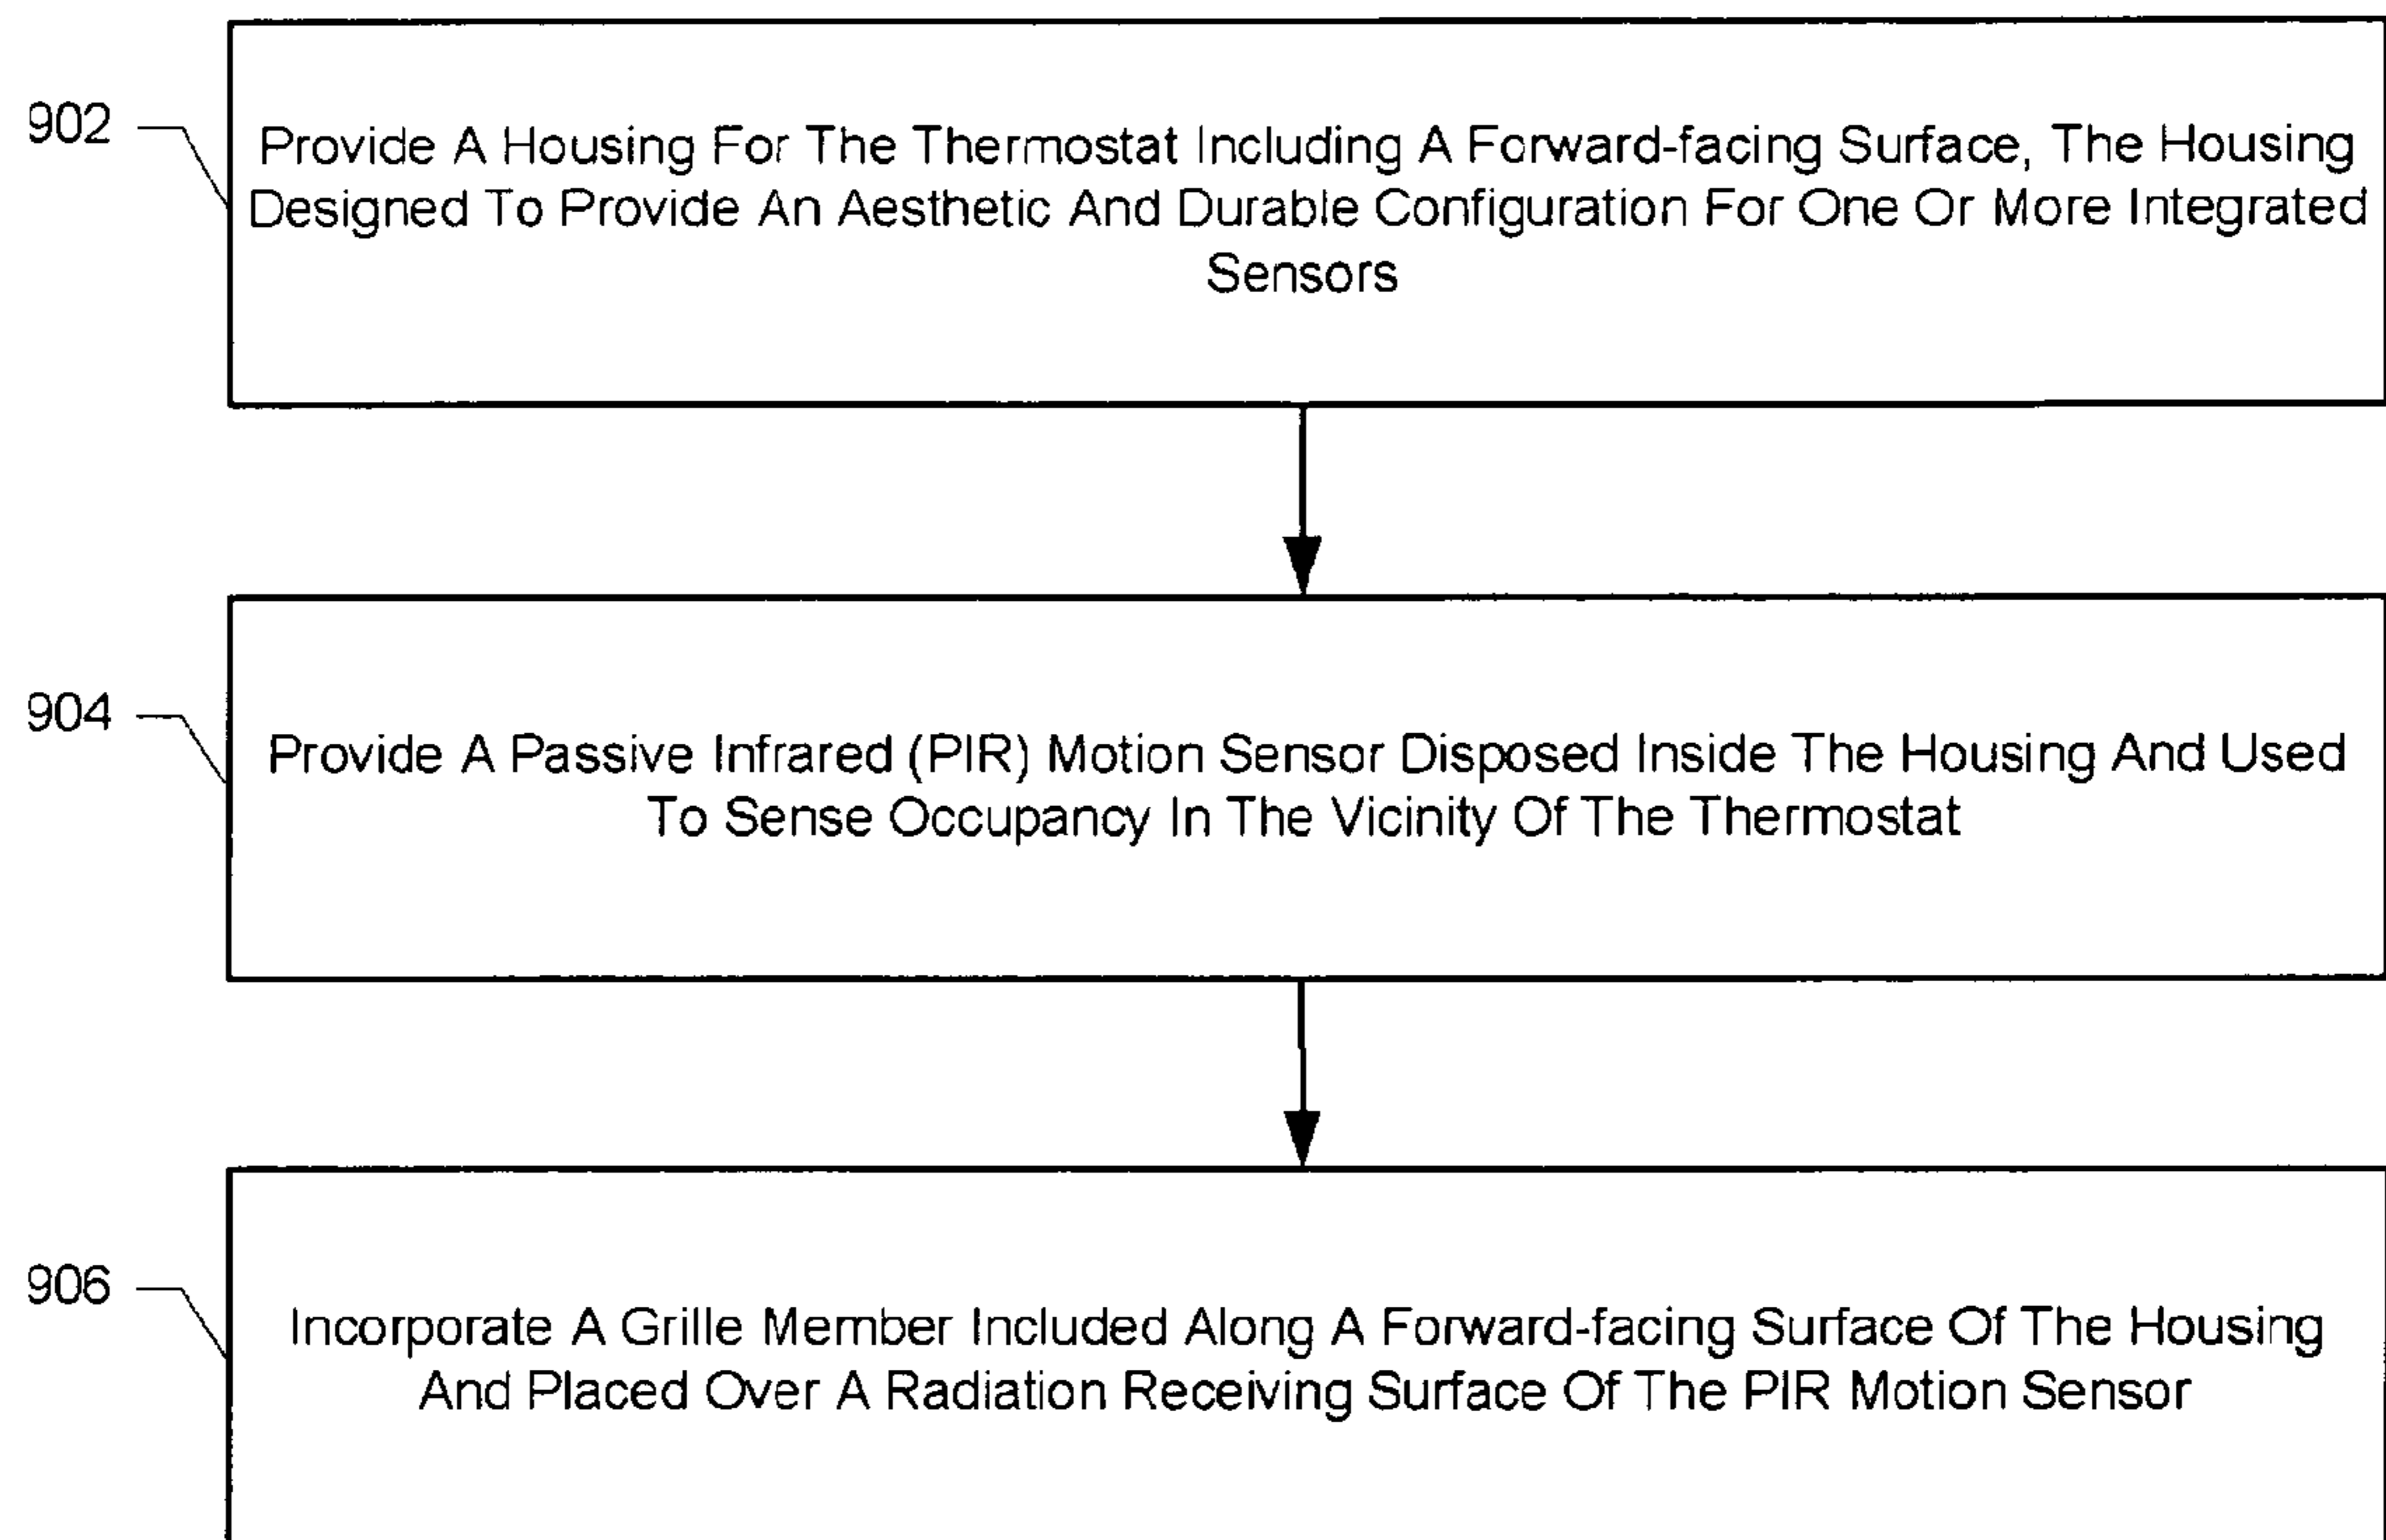 902
Provide A Housing For The Thermostat Including A Forward-facing Surface, The Housing
Designed To Provide An Aesthetic And Durable Configuration For One Or More Integrated
Sensors
904
Provide A Passive Infrared (PIR) Motion Sensor Disposed Inside The Housing And Used
To Sense Occupancy In The Vicinity Of The Thermostat
906
Incorporate A Grille Member Included Along A Forward-facing Surface Of The Housing
And Placed Over A Radiation Receiving Surface Of The PIR Motion Sensor